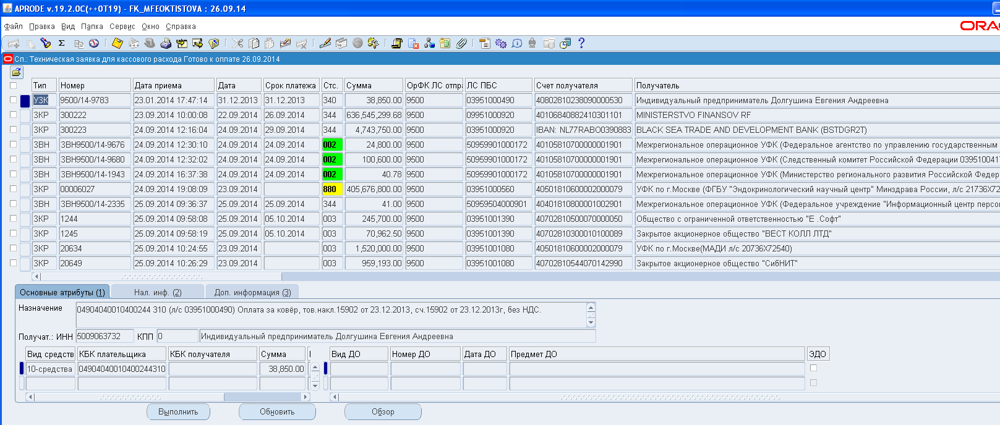 APRODE v.19.2.0C(++0T19) - FK_MFEOKTISTOVA : 26.09.14
Файл Правка Вид Папка Сервис Окно Справка
Сп.: Техническая заявка для кассового расхода Готово к оплате 26.09.2014
Тип Номер Дата приема Дата Срок платежа Стс. Сумма ОрФК ЛС отпр ЛС ПБС Счет получателя Получатель
УЗК 9500/14-9783 23.01.2014 17:47:14 31.12.2013 31.12.2013 340 38,850.00 9500 03951000490 40802810238090000530 Индивидуальный предприниматель Долгушина Евгения Андреевна
ЗКР 300222 23.09.2014 10:00:08 22.09.2014 26.09.2014 344 636,545,299.68 9500 09951000920 40106840882410301101 MINISTERSTVO FINANSOV RF
ЗКР 300223 24.09.2014 12:16:04 24.09.2014 29.09.2014 344 4,743,750.00 9500 03951000920 IBAN: NL77RABO0390883 BLACK SEA TRADE AND DEVELOPMENT BANK (BSTDGR2T)
ЗВН ЗВН9500/14-9676 24.09.2014 12:30:10 24.09.2014 24.09.2014 002 24,800.00 9500 50959901000172 40105810700000001901 Межрегиональное операционное УФК (Федеральное агентство по управлению государственным
ЗВН ЗВН9500/14-9680 24.09.2014 12:32:02 24.09.2014 24.09.2014 002 100,600.00 9500 50959901000172 40105810700000001901 Межрегиональное операционное УФК (Следственный комитет Российской Федерации 0395100417
ЗВН ЗВН9500/14-1943 24.09.2014 16:37:38 24.09.2014 24.09.2014 002 40.78 9500 50959901000172 40105810700000001901 Межрегиональное операционное УФК (Министерство регионального развития Российской Федер
ЗКР 00006027 24.09.2014 19:08:09 23.09.2014 880 405,676,800.00 9500 03951000560 40501810600002000079 УФК по г.Москве (ФГБУ "Эндокринологический научный центр" Минздрава России, л/с 21736X72
ЗВН ЗВН9500/14-2335 25.09.2014 09:36:37 25.09.2014 25.09.2014 344 41.00 9500 50959504000901 40401810800001002901 Межрегиональное операционное УФК (Федеральное учреждение "Информационный центр персо
ЗКР 1244 25.09.2014 09:58:08 25.09.2014 05.10.2014 003 245,700.00 9500 03951001390 40702810500070000050 Общество с ограниченной ответственностью "Е .Софт"
ЗКР 1245 25.09.2014 09:58:19 25.09.2014 05.10.2014 003 70,962.50 9500 03951001390 40702810300010100089 Закрытое акционерное общество "ВЕСТ КОЛЛ ЛТД"
ЗКР 20634 25.09.2014 10:24:55 23.09.2014 003 1,520,000.00 9500 03951001080 40501810600002000079 УФК по г.Москве(МАДИ л/с 20736X72540)
ЗКР 20649 25.09.2014 10:26:29 23.09.2014 003 959,193.00 9500 03951001080 40702810544070142990 Закрытое акционерное общество "СибНИТ"
Основные атрибуты (1) Нал. инф. (2) Доп. информация (3)
Назначение 04904040010400244 310 (л/с 03951000490) Оплата за ковёр, тов.накл.15902 от 23.12.2013, сч.15902 от 23.12.2013г, без НДС.
Получат.: ИНН 5009063732 КПП 0 Индивидуальный предприниматель Долгушина Евгения Андреевна
Вид средств КБК плательщика КБК получателя Сумма Вид ДО Номер ДО Дата ДО Предмет ДО ЭДО
10-средства 04904040010400244310 38,850.00
Выполнить Обновить Обзор